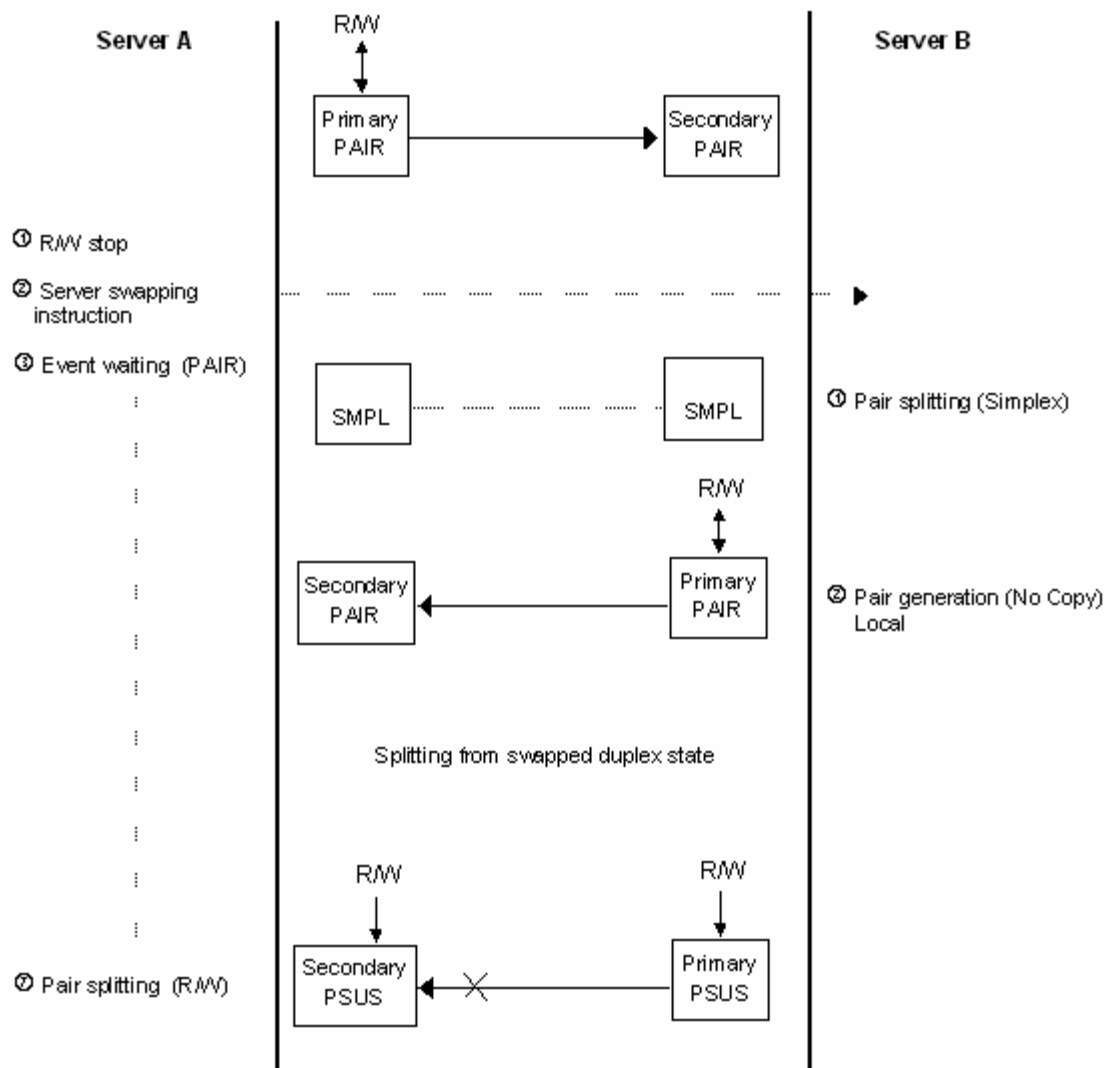 Server A
R/W
Server B
Primary
PAIR
Secondary
PAIR
① R/W stop
② Server swapping
instruction
③ Event waiting (PAIR)
SMPL
SMPL
① Pair splitting (Simplex)
R/W
Secondary
PAIR
Primary
PAIR
② Pair generation (No Copy)
Local
Splitting from swapped duplex state
R/W
R/W
Secondary
PSUS
Primary
PSUS
⑦ Pair splitting (R/W)